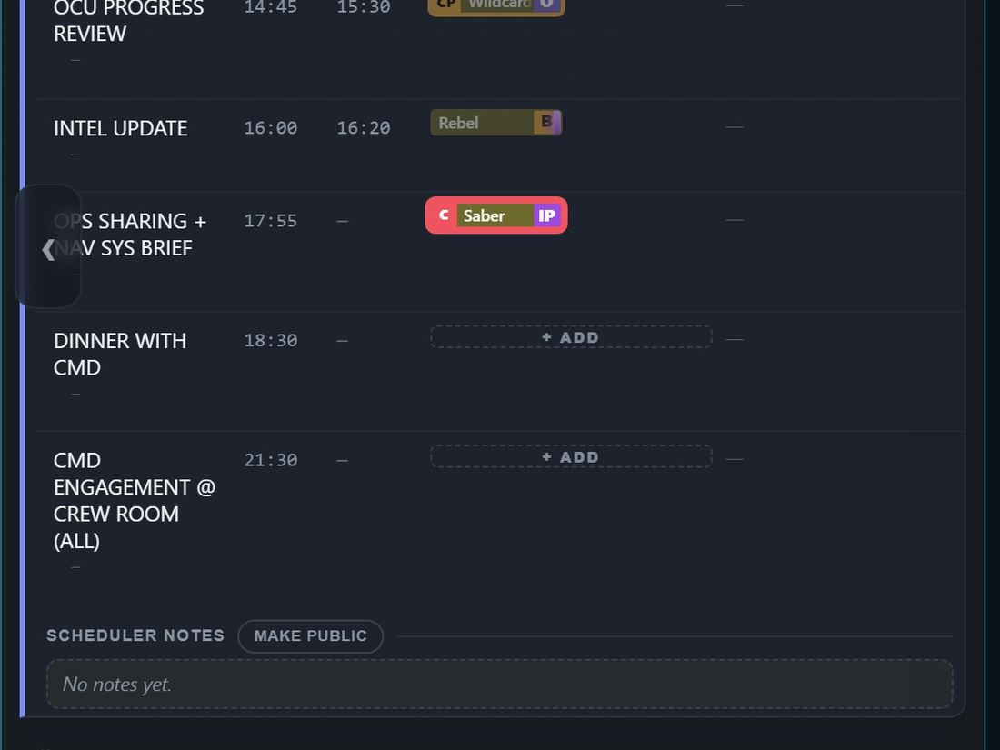 OCU PROGRESS 14:45 15:30 CP Wildcard O —
REVIEW
—
INTEL UPDATE 16:00 16:20 Rebel B —
—
OPS SHARING + 17:55 — C Saber IP —
NAV SYS BRIEF
❮
DINNER WITH 18:30 — + ADD —
CMD
—
CMD 21:30 — + ADD —
ENGAGEMENT @
CREW ROOM
(ALL)
—
SCHEDULER NOTES MAKE PUBLIC
No notes yet.